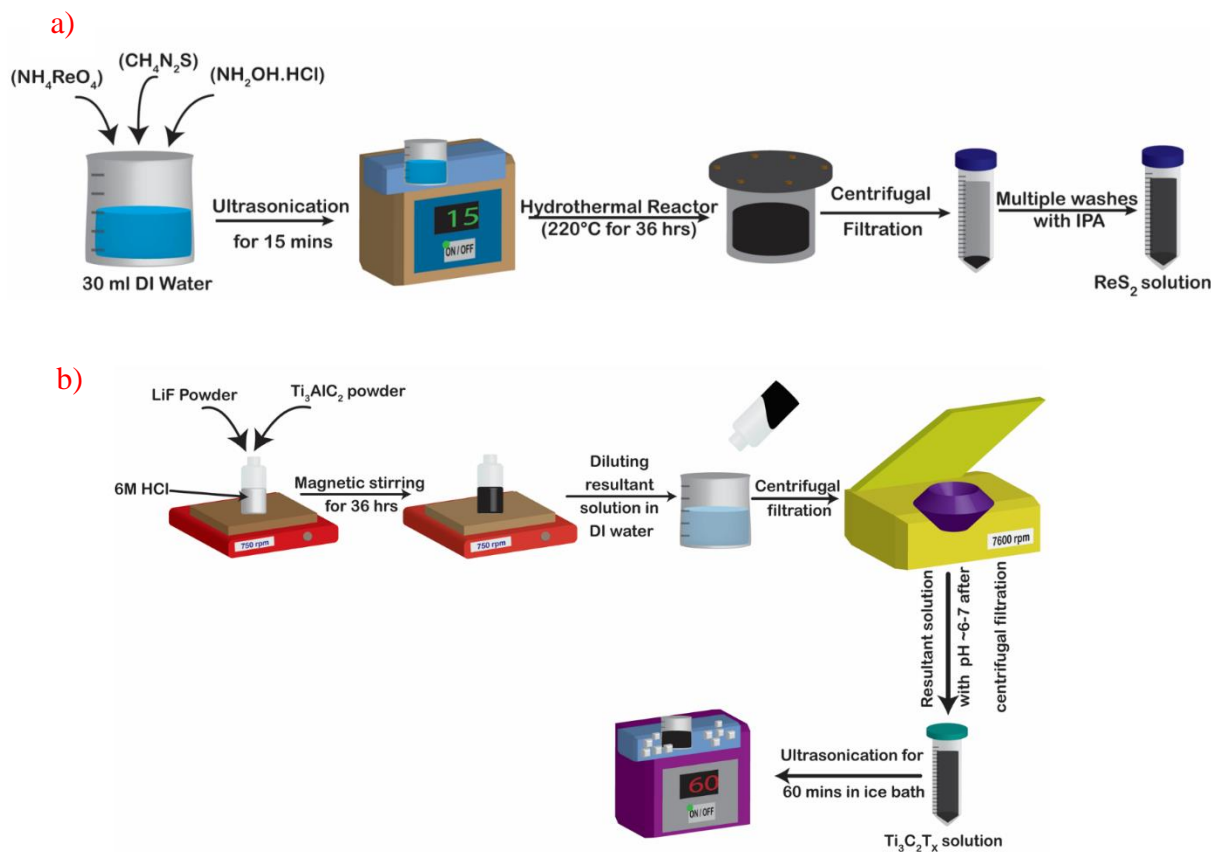 a)
(NH₄ReO₄)
(CH₄N₂S)
(NH₂OH.HCl)
30 ml DI Water
Ultrasonication
for 15 mins
15
ON / OFF
Hydrothermal Reactor
(220°C for 36 hrs)
Centrifugal
Filtration
Multiple washes
with IPA
ReS₂ solution
b)
LiF Powder
Ti₃AlC₂ powder
6M HCl
750 rpm
Magnetic stirring
for 36 hrs
750 rpm
Diluting
resultant
solution in
DI water
Centrifugal
filtration
7600 rpm
Resultant solution
with pH ~6-7 after
centrifugal filtration
Ti₃C₂Tₓ solution
Ultrasonication for
60 mins in ice bath
60
ON / OFF